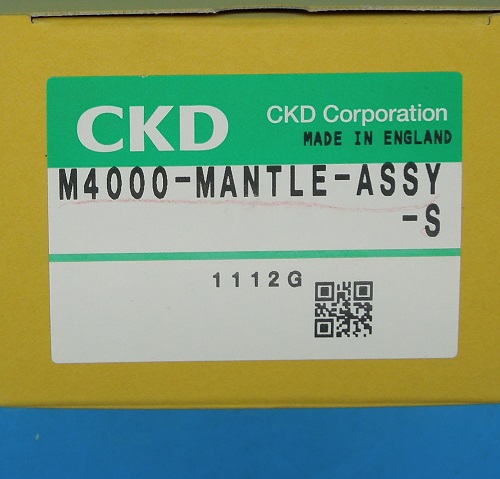 CKD
CKD Corporation
MADE IN ENGLAND
M4000-MANTLE-ASSY
-S
1112G